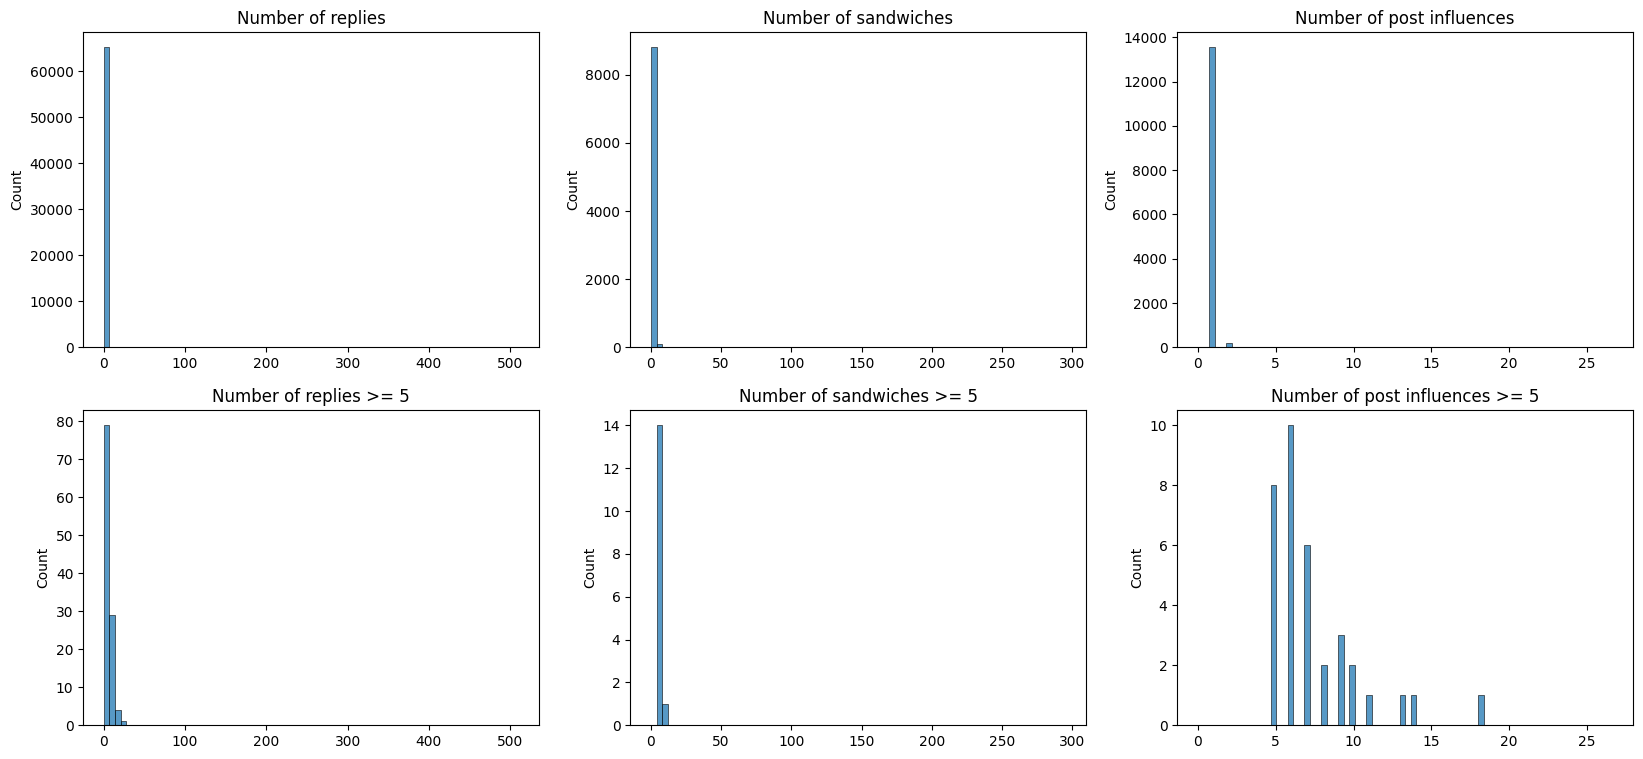 Number of replies
Count
60000
50000
40000
30000
20000
10000
0
0 100 200 300 400 500
Number of sandwiches
Count
8000
6000
4000
2000
0
0 50 100 150 200 250 300
Number of post influences
Count
14000
12000
10000
8000
6000
4000
2000
0
0 5 10 15 20 25
Number of replies >= 5
Count
80
70
60
50
40
30
20
10
0
0 100 200 300 400 500
Number of sandwiches >= 5
Count
14
12
10
8
6
4
2
0
0 50 100 150 200 250 300
Number of post influences >= 5
Count
10
8
6
4
2
0
0 5 10 15 20 25